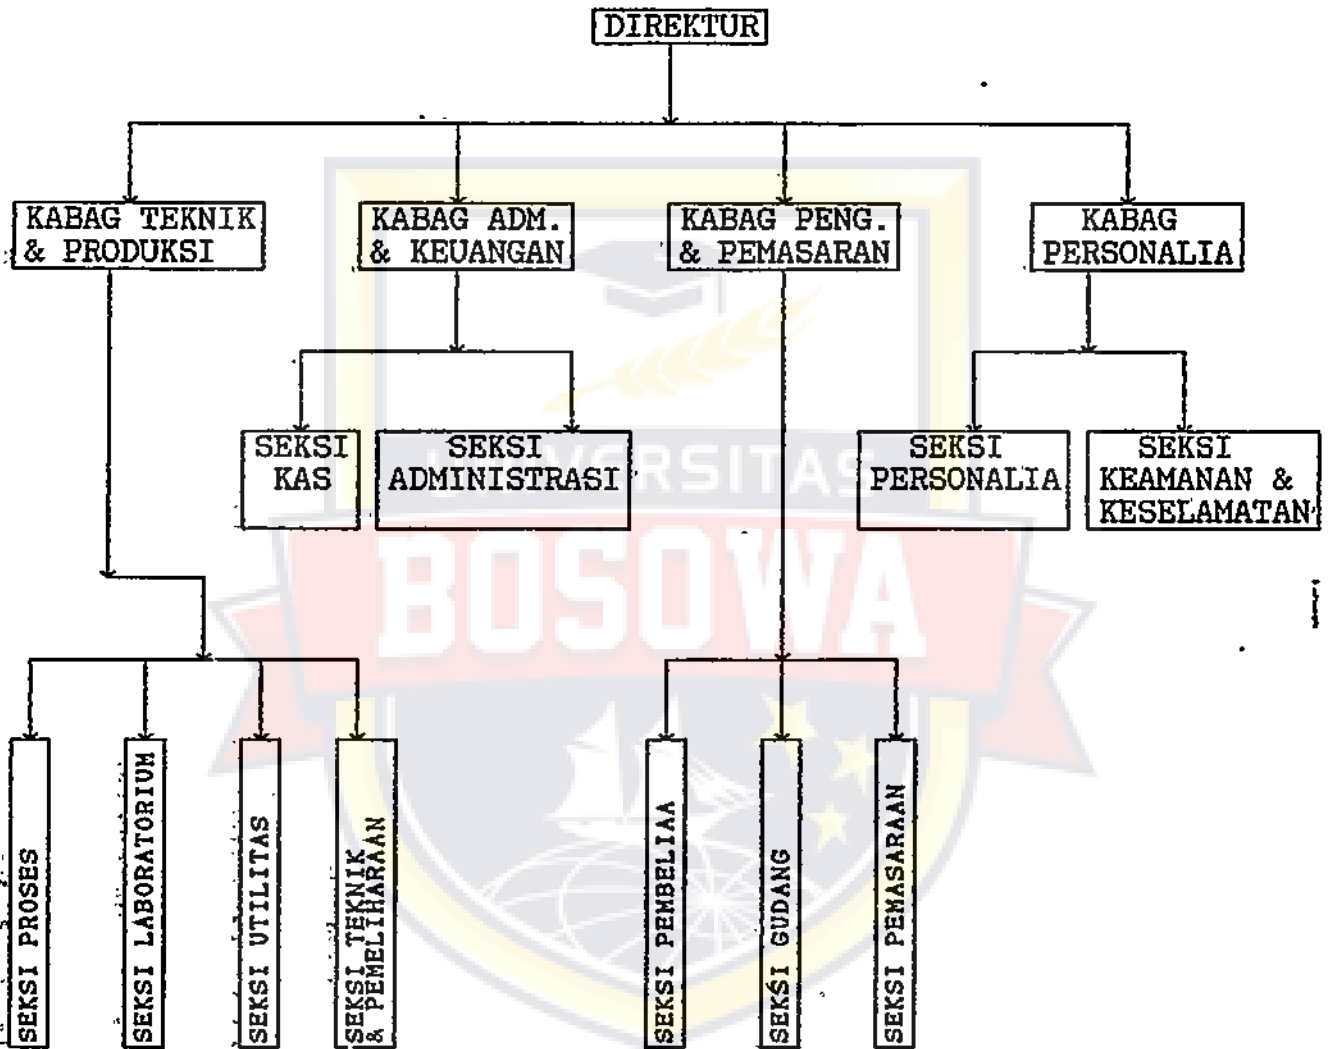 DIREKTUR
KABAG TEKNIK
& PRODUKSI
KABAG ADM.
& KEUANGAN
KABAG PENG.
& PEMASARAN
KABAG
PERSONALIA
SEKSI
KAS
SEKSI
ADMINISTRASI
SEKSI
PERSONALIA
SEKSI
KEAMANAN &
KESELAMATAN
UNIVERSITAS
BOSOWA
SEKSI PROSES
SEKSI LABORATORIUM
SEKSI UTILITAS
SEKSI TEKNIK
& PEMELIHARAAN
SEKSI PEMBELIAA
SEKSI GUDANG
SEKSI PEMASARAAN